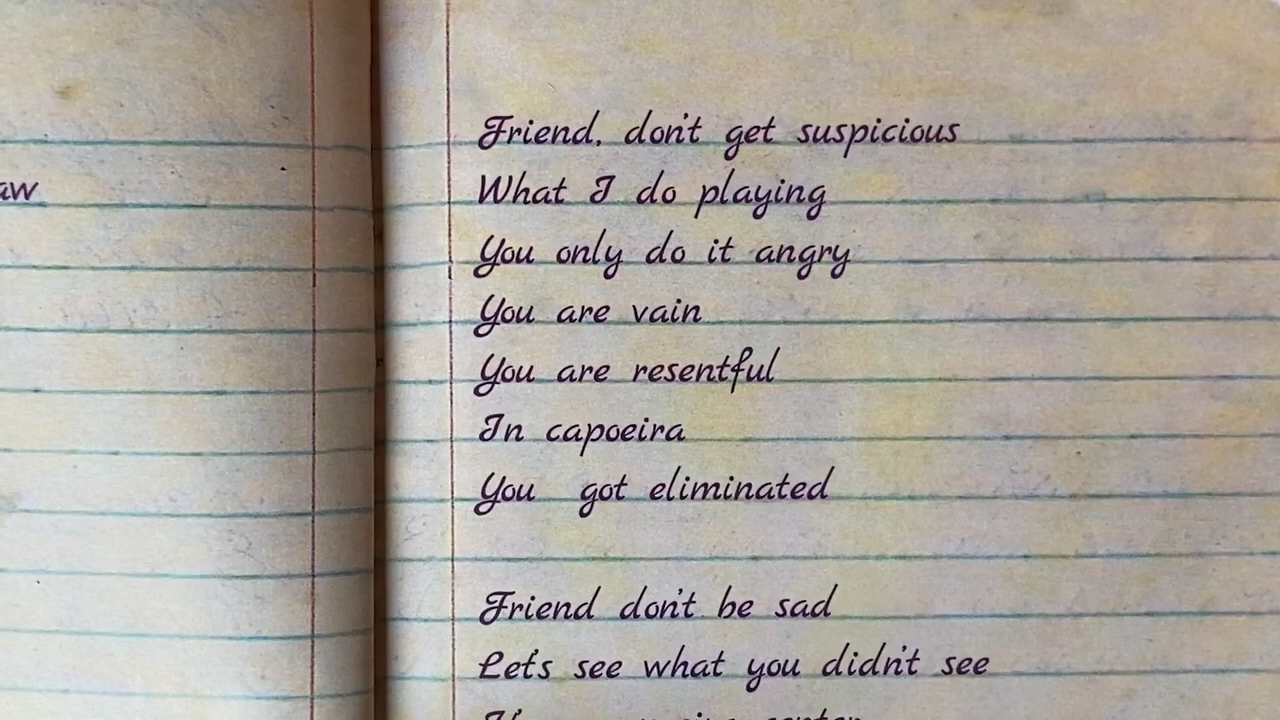 aw
Friend, don't get suspicious
What I do playing
You only do it angry
You are vain
You are resentful
In capoeira
You got eliminated
Friend don't be sad
Let's see what you didn't see